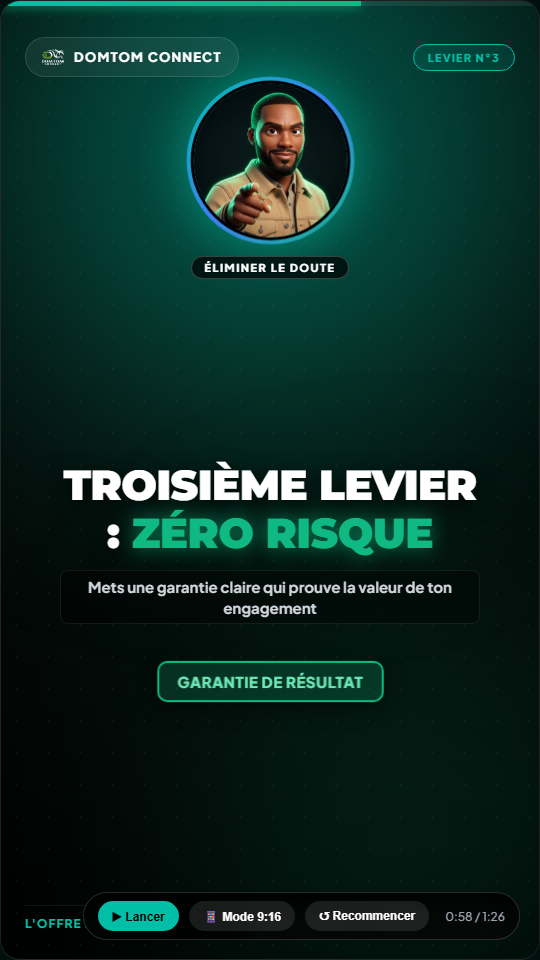 DOMTOM CONNECT
LEVIER N°3
ÉLIMINER LE DOUTE
TROISIÈME LEVIER
: ZÉRO RISQUE
Mets une garantie claire qui prouve la valeur de ton
engagement
GARANTIE DE RÉSULTAT
L'OFFRE
▶ Lancer
Mode 9:16
↺ Recommencer
0:58 / 1:26